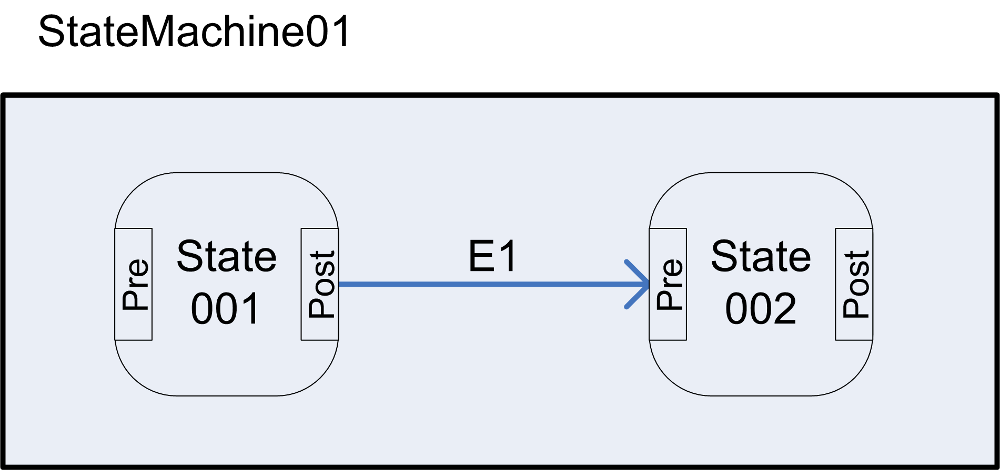 StateMachine01
Pre
State
001
Post
E1
Pre
State
002
Post